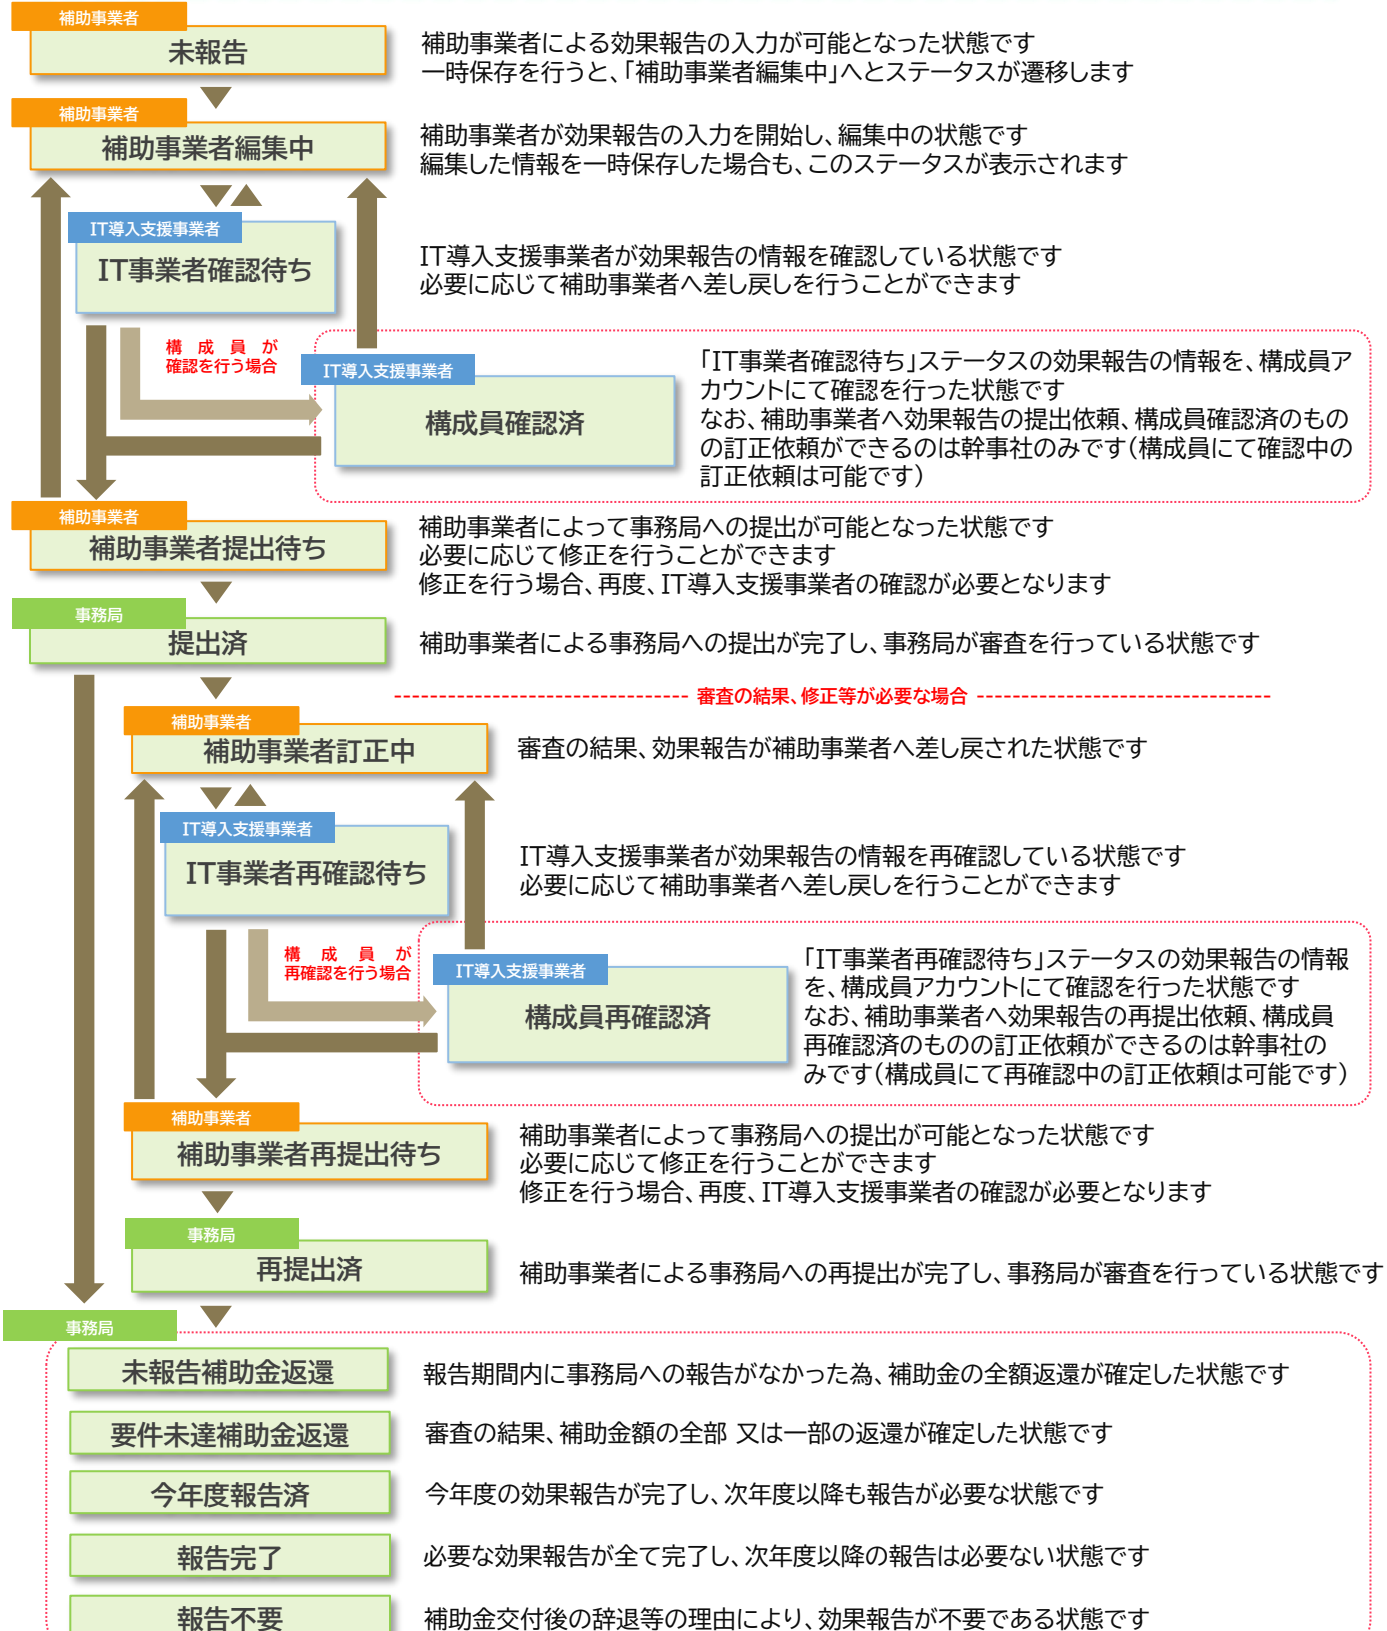 補助事業者
未報告
補助事業者による効果報告の入力が可能となった状態です
一時保存を行うと、「補助事業者編集中」へとステータスが遷移します
補助事業者
補助事業者編集中
補助事業者が効果報告の入力を開始し、編集中の状態です
編集した情報を一時保存した場合も、このステータスが表示されます
IT導入支援事業者
IT事業者確認待ち
IT導入支援事業者が効果報告の情報を確認している状態です
必要に応じて補助事業者へ差し戻しを行うことができます
構成員が
確認を行う場合
IT導入支援事業者
構成員確認済
「IT事業者確認待ち」ステータスの効果報告の情報を、構成員ア
カウントにて確認を行った状態です
なお、補助事業者へ効果報告の提出依頼、構成員確認済のもの
の訂正依頼ができるのは幹事社のみです（構成員にて確認中の
訂正依頼は可能です）
補助事業者
補助事業者提出待ち
補助事業者によって事務局への提出が可能となった状態です
必要に応じて修正を行うことができます
修正を行う場合、再度、IT導入支援事業者の確認が必要となります
事務局
提出済
補助事業者による事務局への提出が完了し、事務局が審査を行っている状態です
審査の結果、修正等が必要な場合
補助事業者
補助事業者訂正中
審査の結果、効果報告が補助事業者へ差し戻された状態です
IT導入支援事業者
IT事業者再確認待ち
IT導入支援事業者が効果報告の情報を再確認している状態です
必要に応じて補助事業者へ差し戻しを行うことができます
構成員が
再確認を行う場合
IT導入支援事業者
構成員再確認済
「IT事業者再確認待ち」ステータスの効果報告の情報
を、構成員アカウントにて確認を行った状態です
なお、補助事業者へ効果報告の再提出依頼、構成員
再確認済のものの訂正依頼ができるのは幹事社の
みです（構成員にて再確認中の訂正依頼は可能です）
補助事業者
補助事業者再提出待ち
補助事業者によって事務局への提出が可能となった状態です
必要に応じて修正を行うことができます
修正を行う場合、再度、IT導入支援事業者の確認が必要となります
事務局
再提出済
補助事業者による事務局への再提出が完了し、事務局が審査を行っている状態です
事務局
未報告補助金返還
報告期間内に事務局への報告がなかった為、補助金の全額返還が確定した状態です
要件未達補助金返還
審査の結果、補助金額の全部 又は一部の返還が確定した状態です
今年度報告済
今年度の効果報告が完了し、次年度以降も報告が必要な状態です
報告完了
必要な効果報告が全て完了し、次年度以降の報告は必要ない状態です
報告不要
補助金交付後の辞退等の理由により、効果報告が不要である状態です